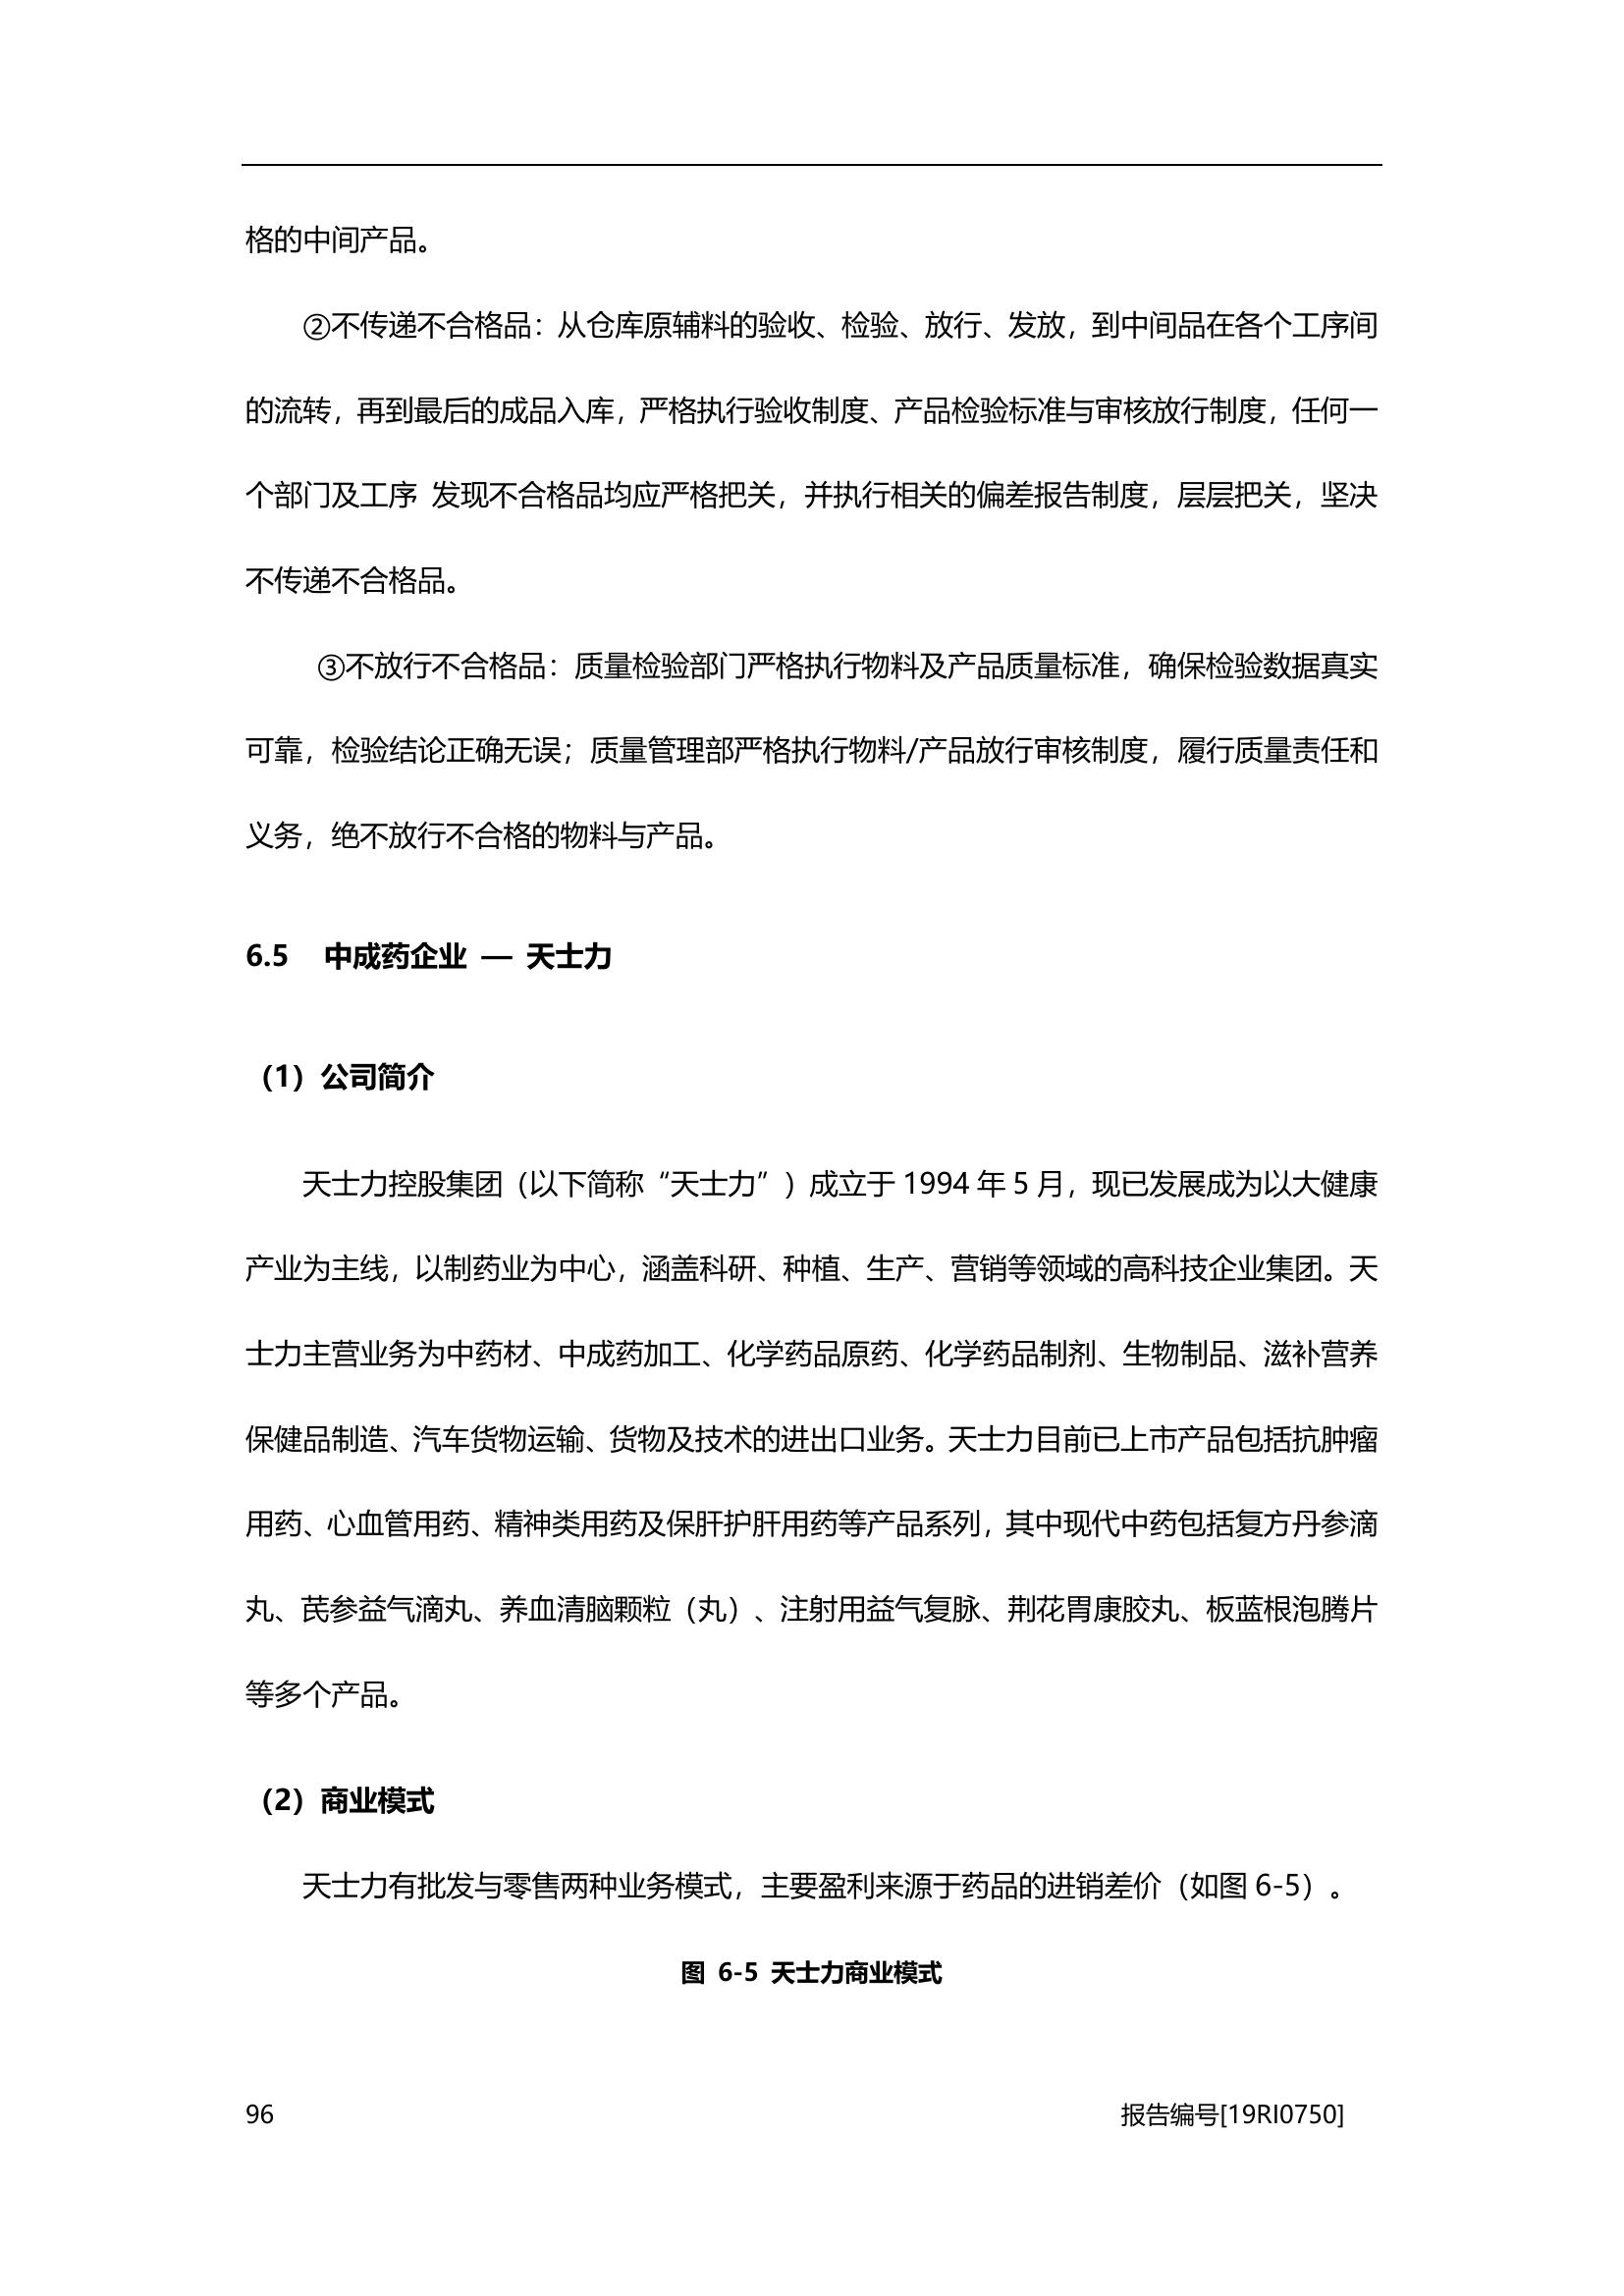 格的中间产品。
②不传递不合格品：从仓库原辅料的验收、检验、放行、发放，到中间品在各个工序间
的流转，再到最后的成品入库，严格执行验收制度、产品检验标准与审核放行制度，任何一
个部门及工序 发现不合格品均应严格把关，并执行相关的偏差报告制度，层层把关，坚决
不传递不合格品。
③不放行不合格品：质量检验部门严格执行物料及产品质量标准，确保检验数据真实
可靠，检验结论正确无误；质量管理部严格执行物料/产品放行审核制度，履行质量责任和
义务，绝不放行不合格的物料与产品。
6.5 中成药企业 — 天士力
（1）公司简介
天士力控股集团（以下简称“天士力”）成立于 1994 年 5 月，现已发展成为以大健康
产业为主线，以制药业为中心，涵盖科研、种植、生产、营销等领域的高科技企业集团。天
士力主营业务为中药材、中成药加工、化学药品原药、化学药品制剂、生物制品、滋补营养
保健品制造、汽车货物运输、货物及技术的进出口业务。天士力目前已上市产品包括抗肿瘤
用药、心血管用药、精神类用药及保肝护肝用药等产品系列，其中现代中药包括复方丹参滴
丸、芪参益气滴丸、养血清脑颗粒（丸）、注射用益气复脉、荆花胃康胶丸、板蓝根泡腾片
等多个产品。
（2）商业模式
天士力有批发与零售两种业务模式，主要盈利来源于药品的进销差价（如图 6-5）。
图 6-5 天士力商业模式
96 报告编号[19RI0750]